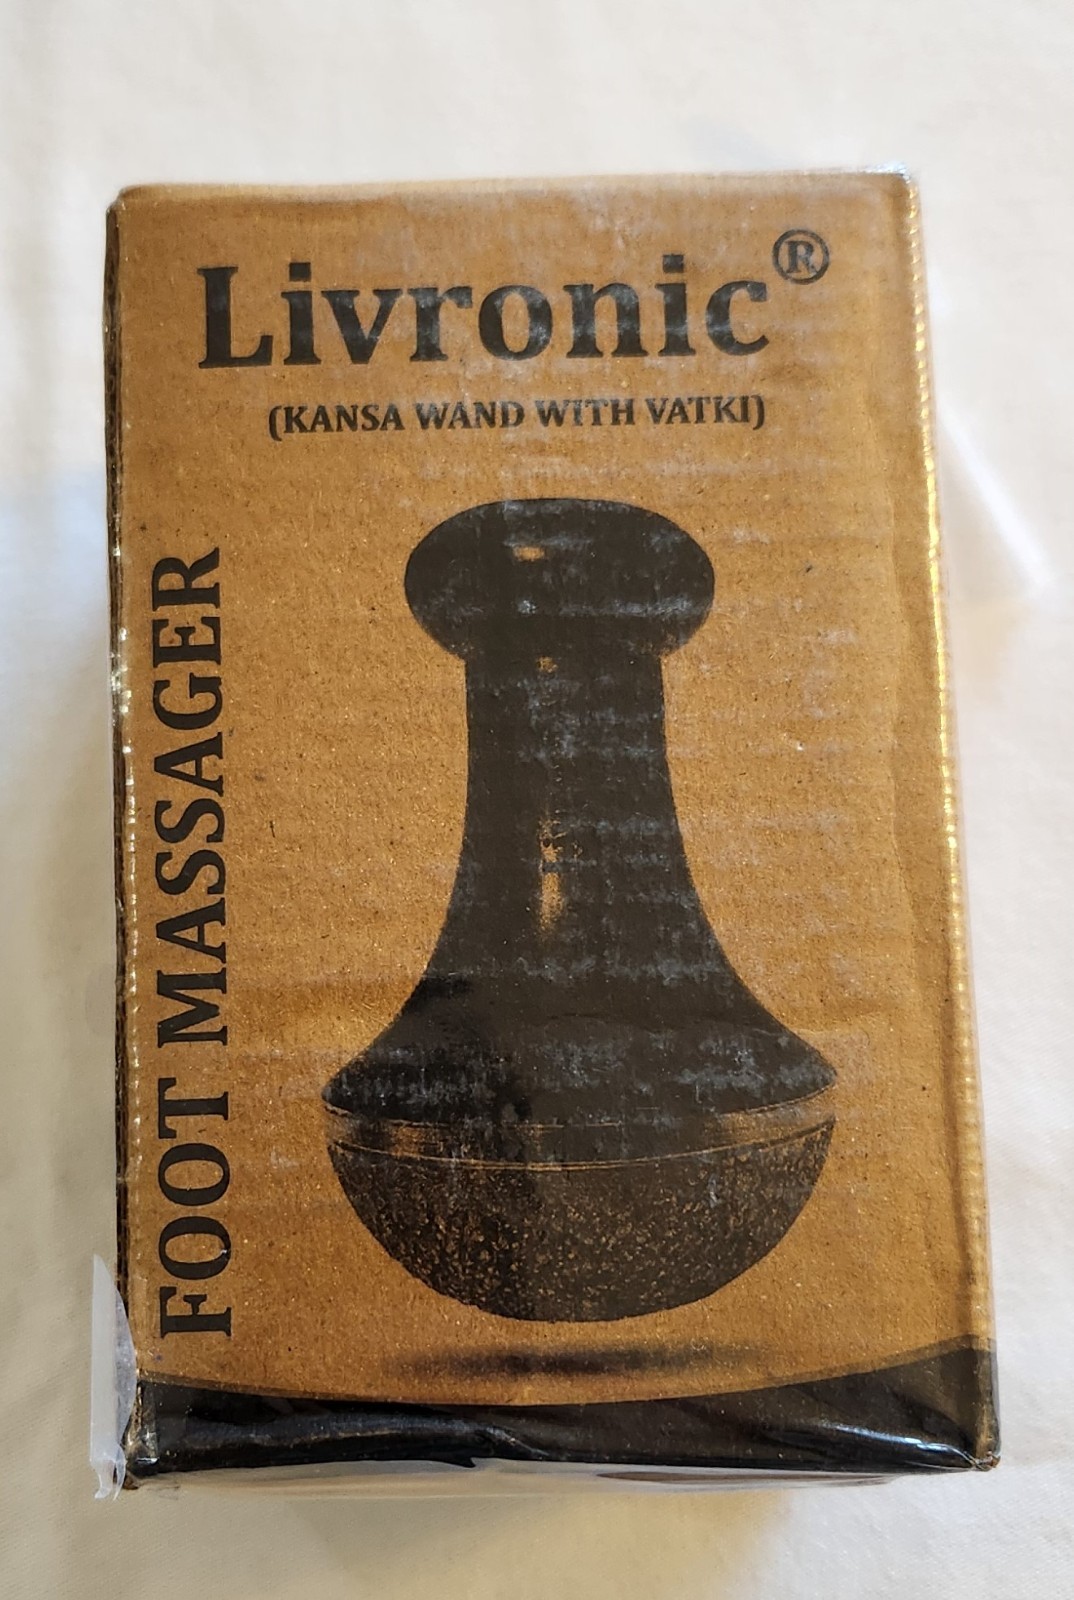 Livronic®
(KANSA WAND WITH VATKI)
FOOT MASSAGER